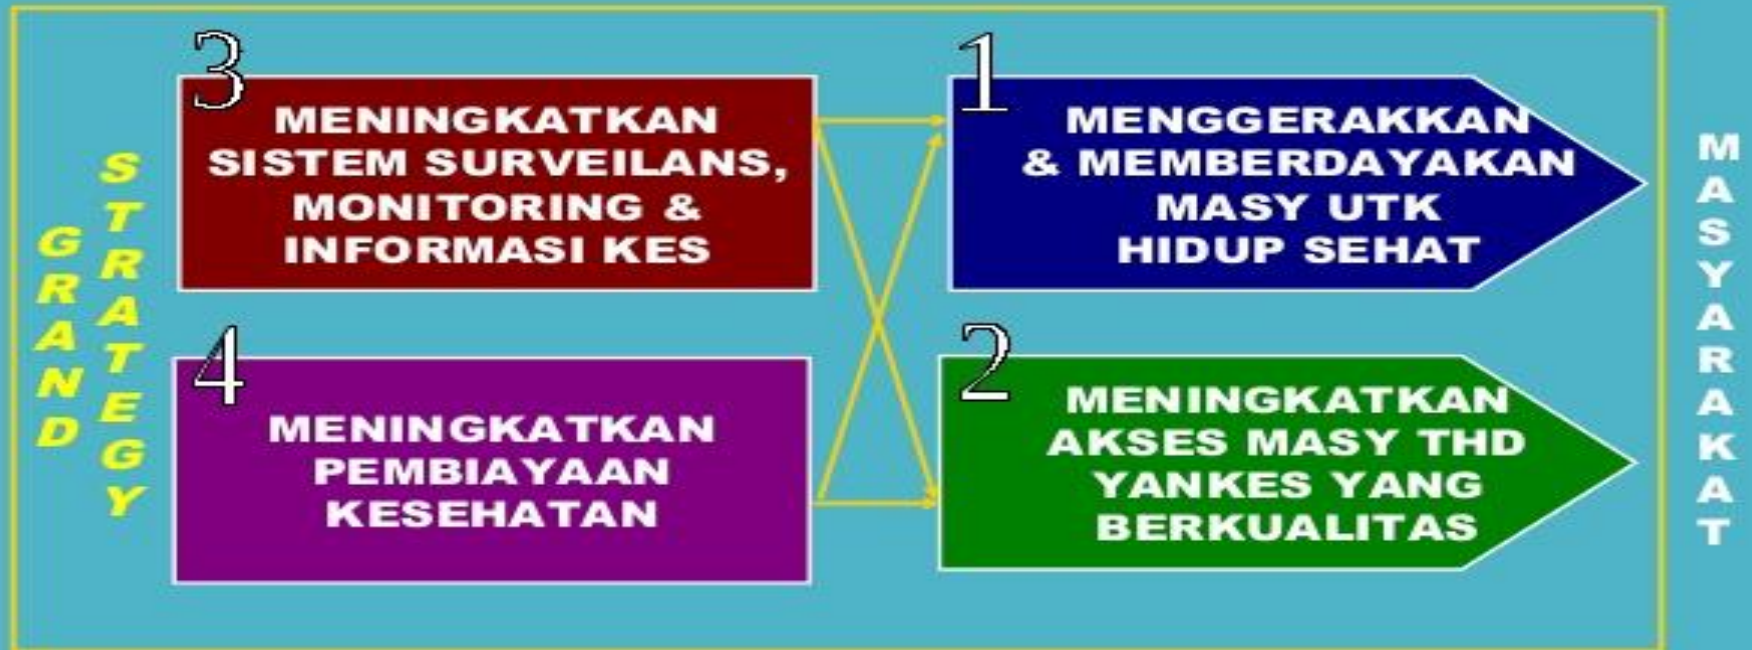 GRAND
STRATEGY
3
MENINGKATKAN
SISTEM SURVEILANS,
MONITORING &
INFORMASI KES
1
MENGGERAKKAN
& MEMBERDAYAKAN
MASY UTK
HIDUP SEHAT
4
MENINGKATKAN
PEMBIAYAAN
KESEHATAN
2
MENINGKATKAN
AKSES MASY THD
YANKES YANG
BERKUALITAS
MASYARAKAT